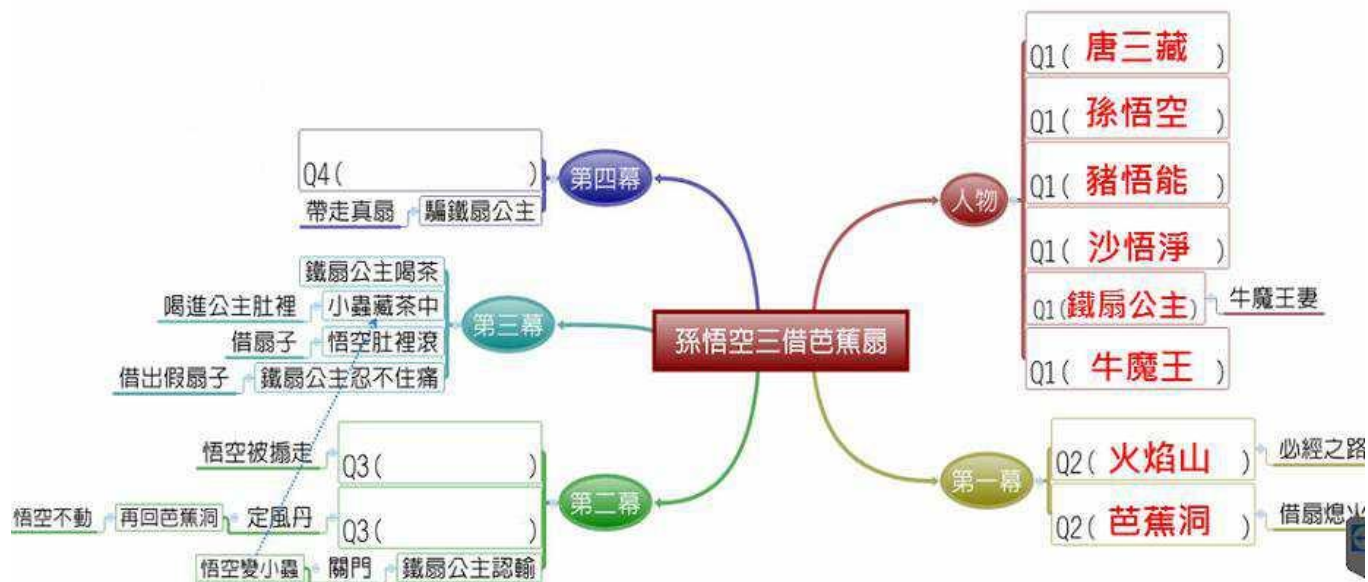 孫悟空三借芭蕉扇
人物
Q1( 唐三藏 )
Q1( 孫悟空 )
Q1( 豬悟能 )
Q1( 沙悟淨 )
Q1(鐵扇公主) 牛魔王妻
Q1( 牛魔王 )
第一幕
Q2( 火焰山 ) 必經之路
Q2( 芭蕉洞 ) 借扇熄火
第二幕
Q3( ) 悟空被搧走
Q3( ) 定風丹 再回芭蕉洞 悟空不動
鐵扇公主認輸 關門 悟空變小蟲
第三幕
鐵扇公主喝茶
小蟲藏茶中 喝進公主肚裡
悟空肚裡滾 借扇子
鐵扇公主忍不住痛 借出假扇子
第四幕
Q4( )
騙鐵扇公主 帶走真扇